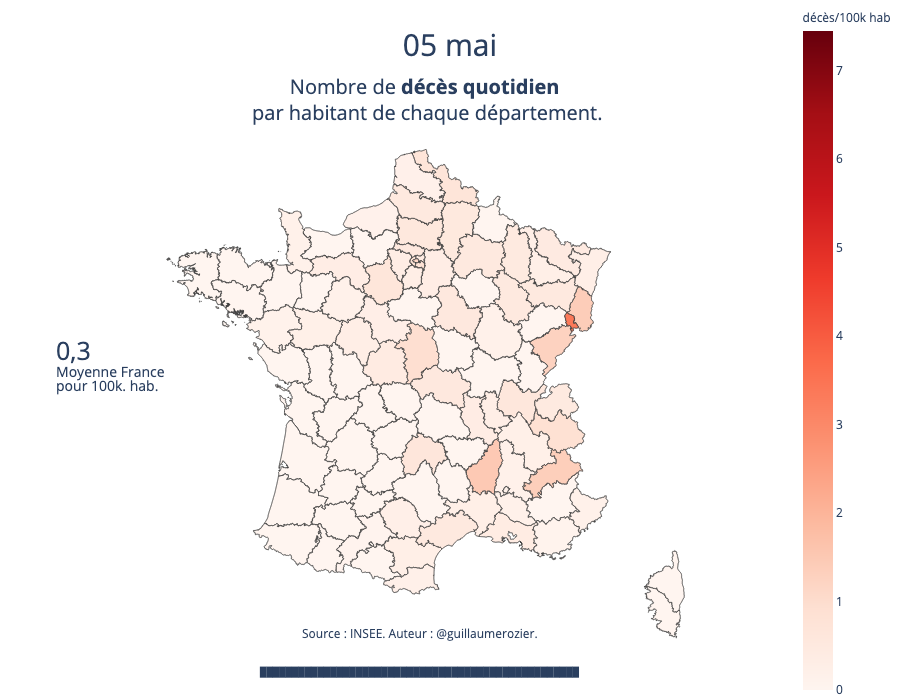 05 mai
Nombre de décès quotidien
par habitant de chaque département.
décès/100k hab
7
6
5
4
3
2
1
0
0,3
Moyenne France
pour 100k. hab.
Source : INSEE. Auteur : @guillaumerozier.